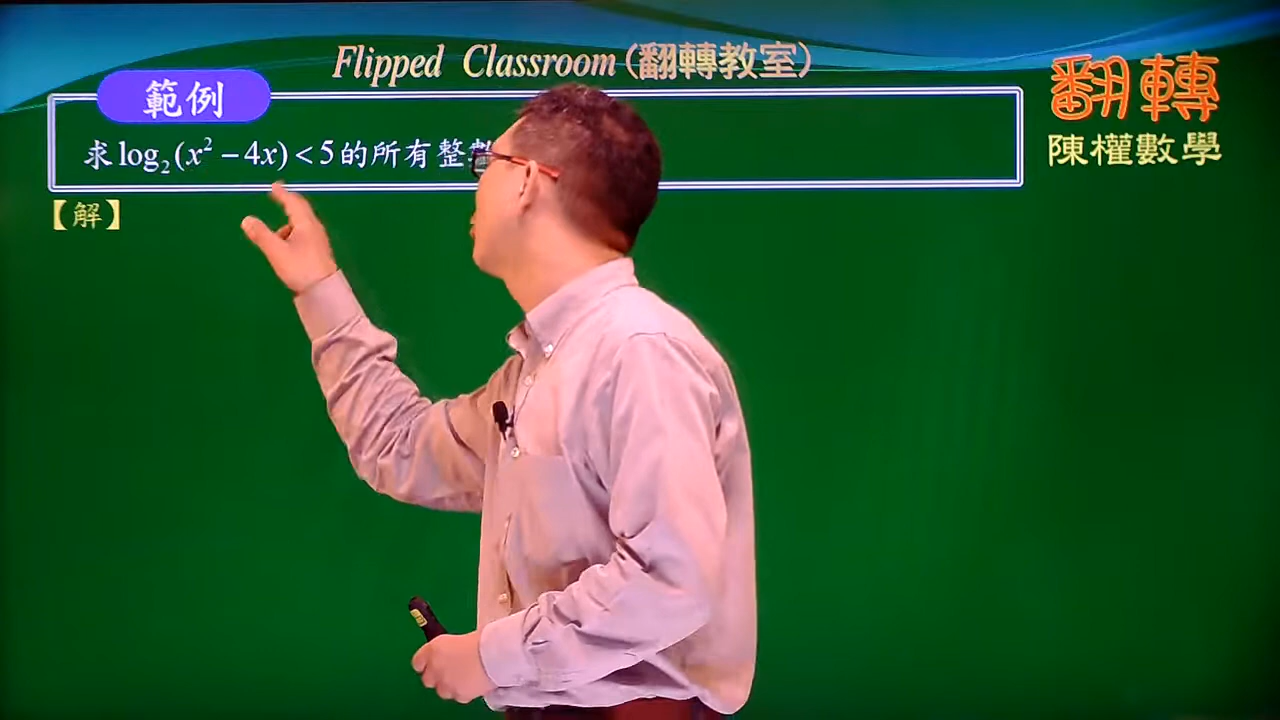 Flipped Classroom (翻轉教室)
範例
翻轉
陳權數學
求 log₂(x² − 4x) < 5 的所有整
【解】